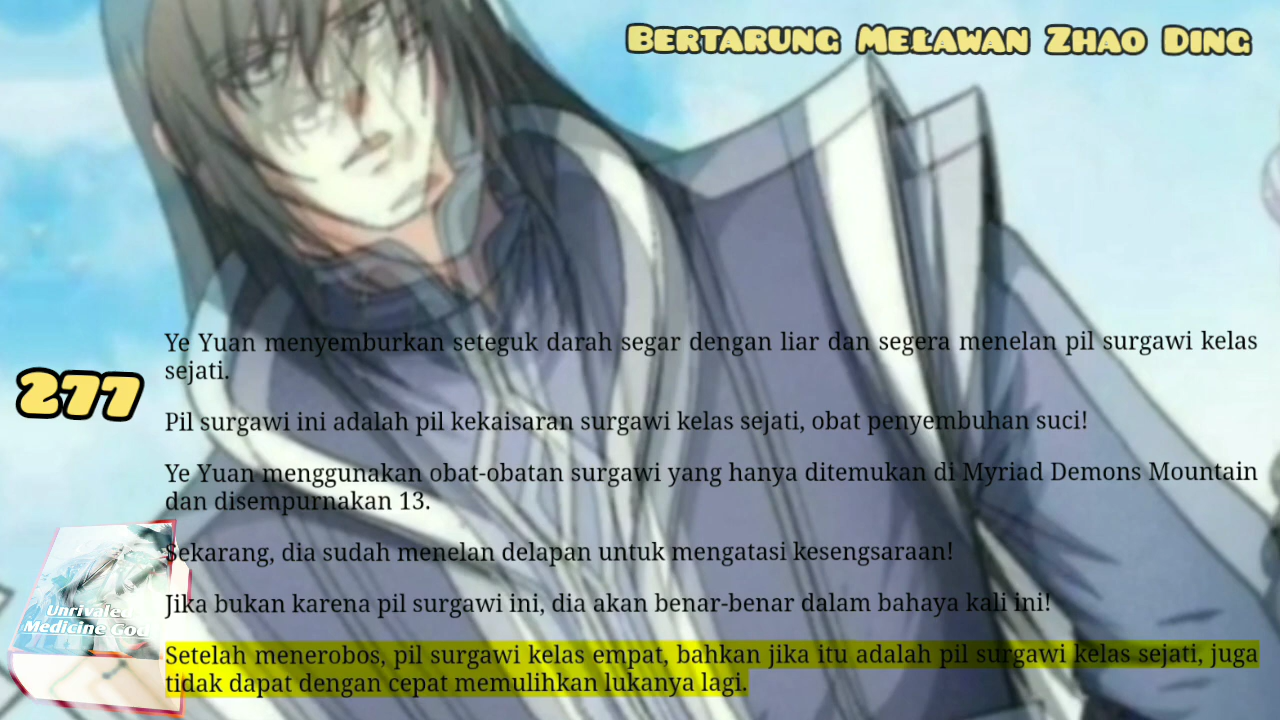 Bertarung Melawan Zhao Ding
Ye Yuan menyemburkan seteguk darah segar dengan liar dan segera menelan pil surgawi kelas
sejati.
Pil surgawi ini adalah pil kekaisaran surgawi kelas sejati, obat penyembuhan suci!
277
Ye Yuan menggunakan obat-obatan surgawi yang hanya ditemukan di Myriad Demons Mountain
dan disempurnakan 13.
Sekarang, dia sudah menelan delapan untuk mengatasi kesengsaraan!
Jika bukan karena pil surgawi ini, dia akan benar-benar dalam bahaya kali ini!
Unrivaled
Medicine God
Setelah menerobos, pil surgawi kelas empat, bahkan jika itu adalah pil surgawi kelas sejati, juga
tidak dapat dengan cepat memulihkan lukanya lagi.